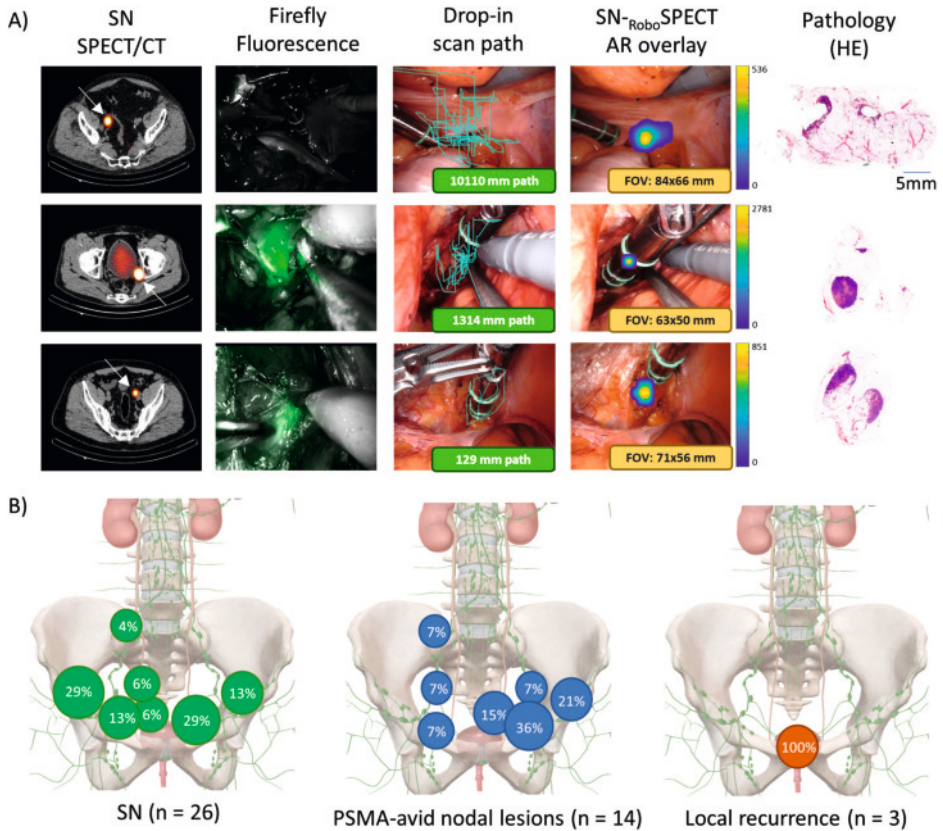 A)
SN
SPECT/CT
Firefly
Fluorescence
Drop-in
scan path
SN-RoboSPECT
AR overlay
Pathology
(HE)
10110 mm path
FOV: 84x66 mm
536
0
5mm
1314 mm path
FOV: 63x50 mm
2781
0
129 mm path
FOV: 71x56 mm
851
0
B)
4%
29%
6%
13%
6%
29%
13%
SN (n = 26)
7%
7%
7%
21%
15%
36%
7%
PSMA-avid nodal lesions (n = 14)
100%
Local recurrence (n = 3)